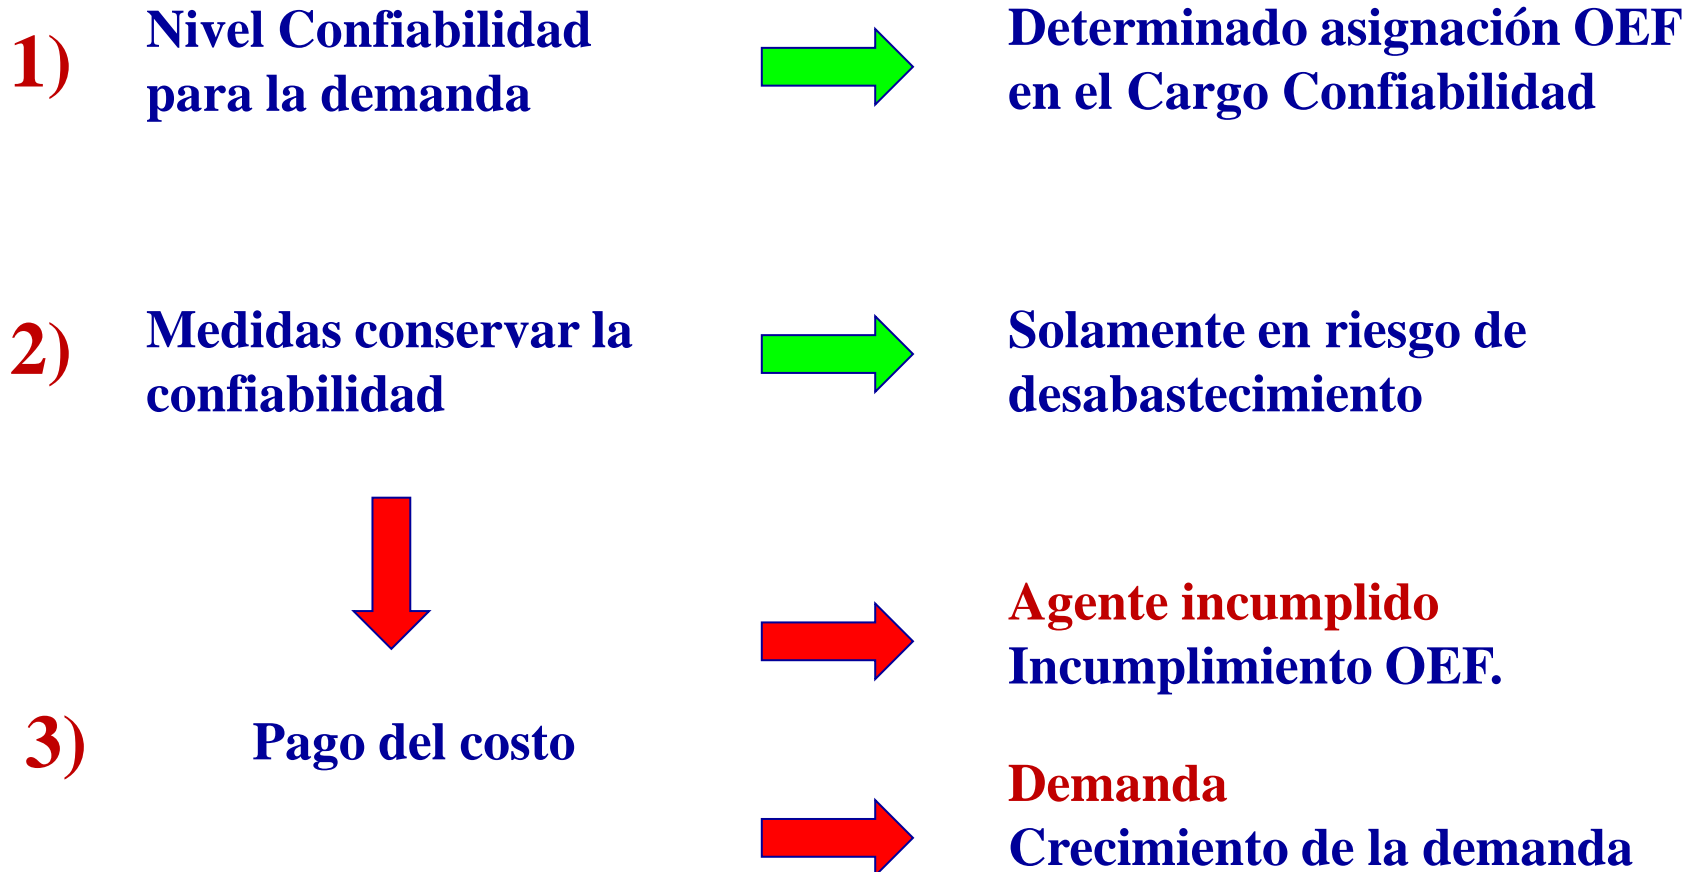 1)
Nivel Confiabilidad
para la demanda
Determinado asignación OEF
en el Cargo Confiabilidad
2)
Medidas conservar la
confiabilidad
Solamente en riesgo de
desabastecimiento
3)
Pago del costo
Agente incumplido
Incumplimiento OEF.
Demanda
Crecimiento de la demanda